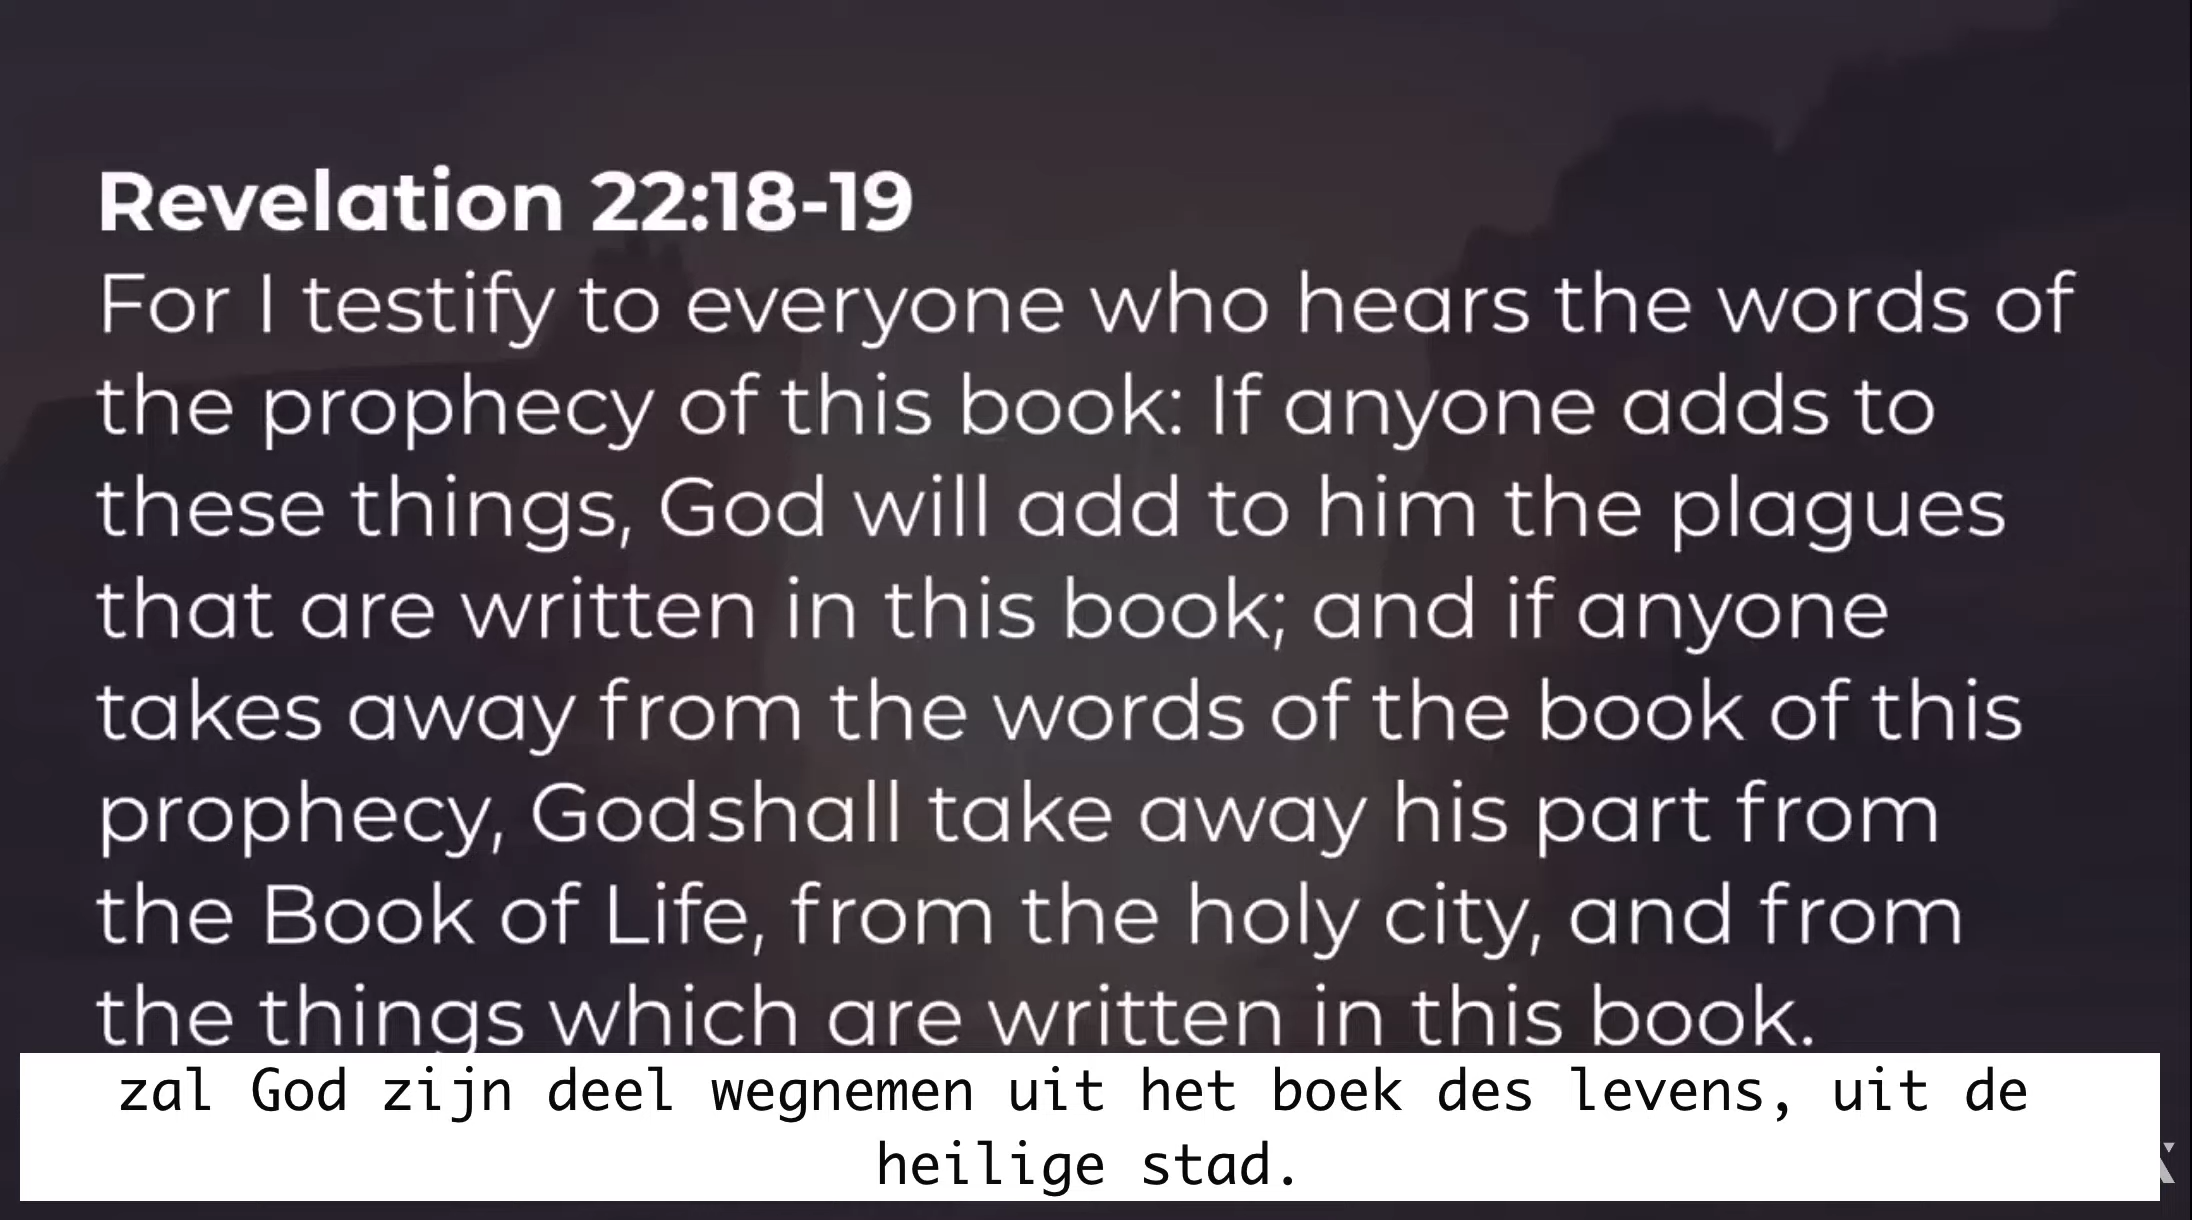 Revelation 22:18-19
For I testify to everyone who hears the words of
the prophecy of this book: If anyone adds to
these things, God will add to him the plagues
that are written in this book; and if anyone
takes away from the words of the book of this
prophecy, Godshall take away his part from
the Book of Life, from the holy city, and from
the things which are written in this book.
zal God zijn deel wegnemen uit het boek des levens, uit de
heilige stad.